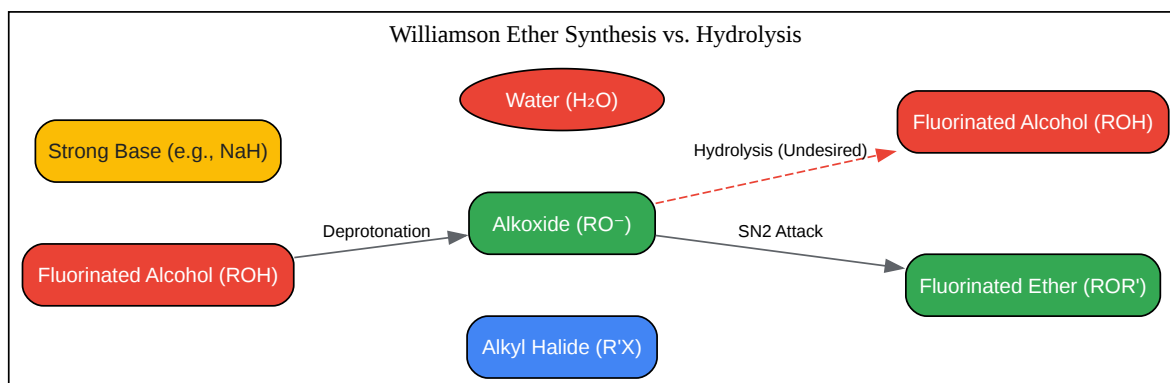 Williamson Ether Synthesis vs. Hydrolysis
Water (H₂O)
Fluorinated Alcohol (ROH)
Strong Base (e.g., NaH)
Hydrolysis (Undesired)
Alkoxide (RO⁻)
Deprotonation
SN2 Attack
Fluorinated Alcohol (ROH)
Fluorinated Ether (ROR')
Alkyl Halide (R'X)